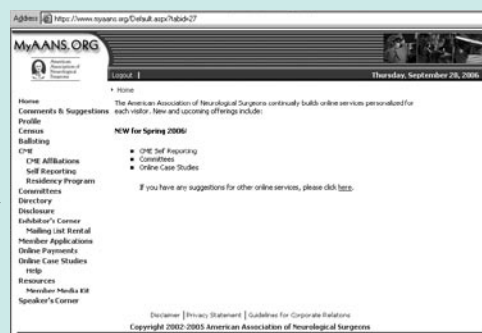 Address https://www.myaans.org/Default.aspx?tabid=27
MyAANS.ORG
American
Association of
Neurological
Surgeons
Logout |
Thursday, September 28, 2006
Home
Home
Comments & Suggestions
Profile
Census
Balloting
CME
CME Affiliations
Self Reporting
Residency Program
Committees
Directory
Disclosure
Exhibitor's Corner
Mailing List Rental
Member Applications
Online Payments
Online Case Studies
Help
Resources
Member Media Kit
Speaker's Corner
The American Association of Neurological Surgeons continually builds online services personalized for
each visitor. New and upcoming offerings include:
NEW for Spring 2006!
CME Self Reporting
Committees
Online Case Studies
If you have any suggestions for other online services, please click here.
Disclaimer | Privacy Statement | Guidelines for Corporate Relations
Copyright 2002-2005 American Association of Neurological Surgeons